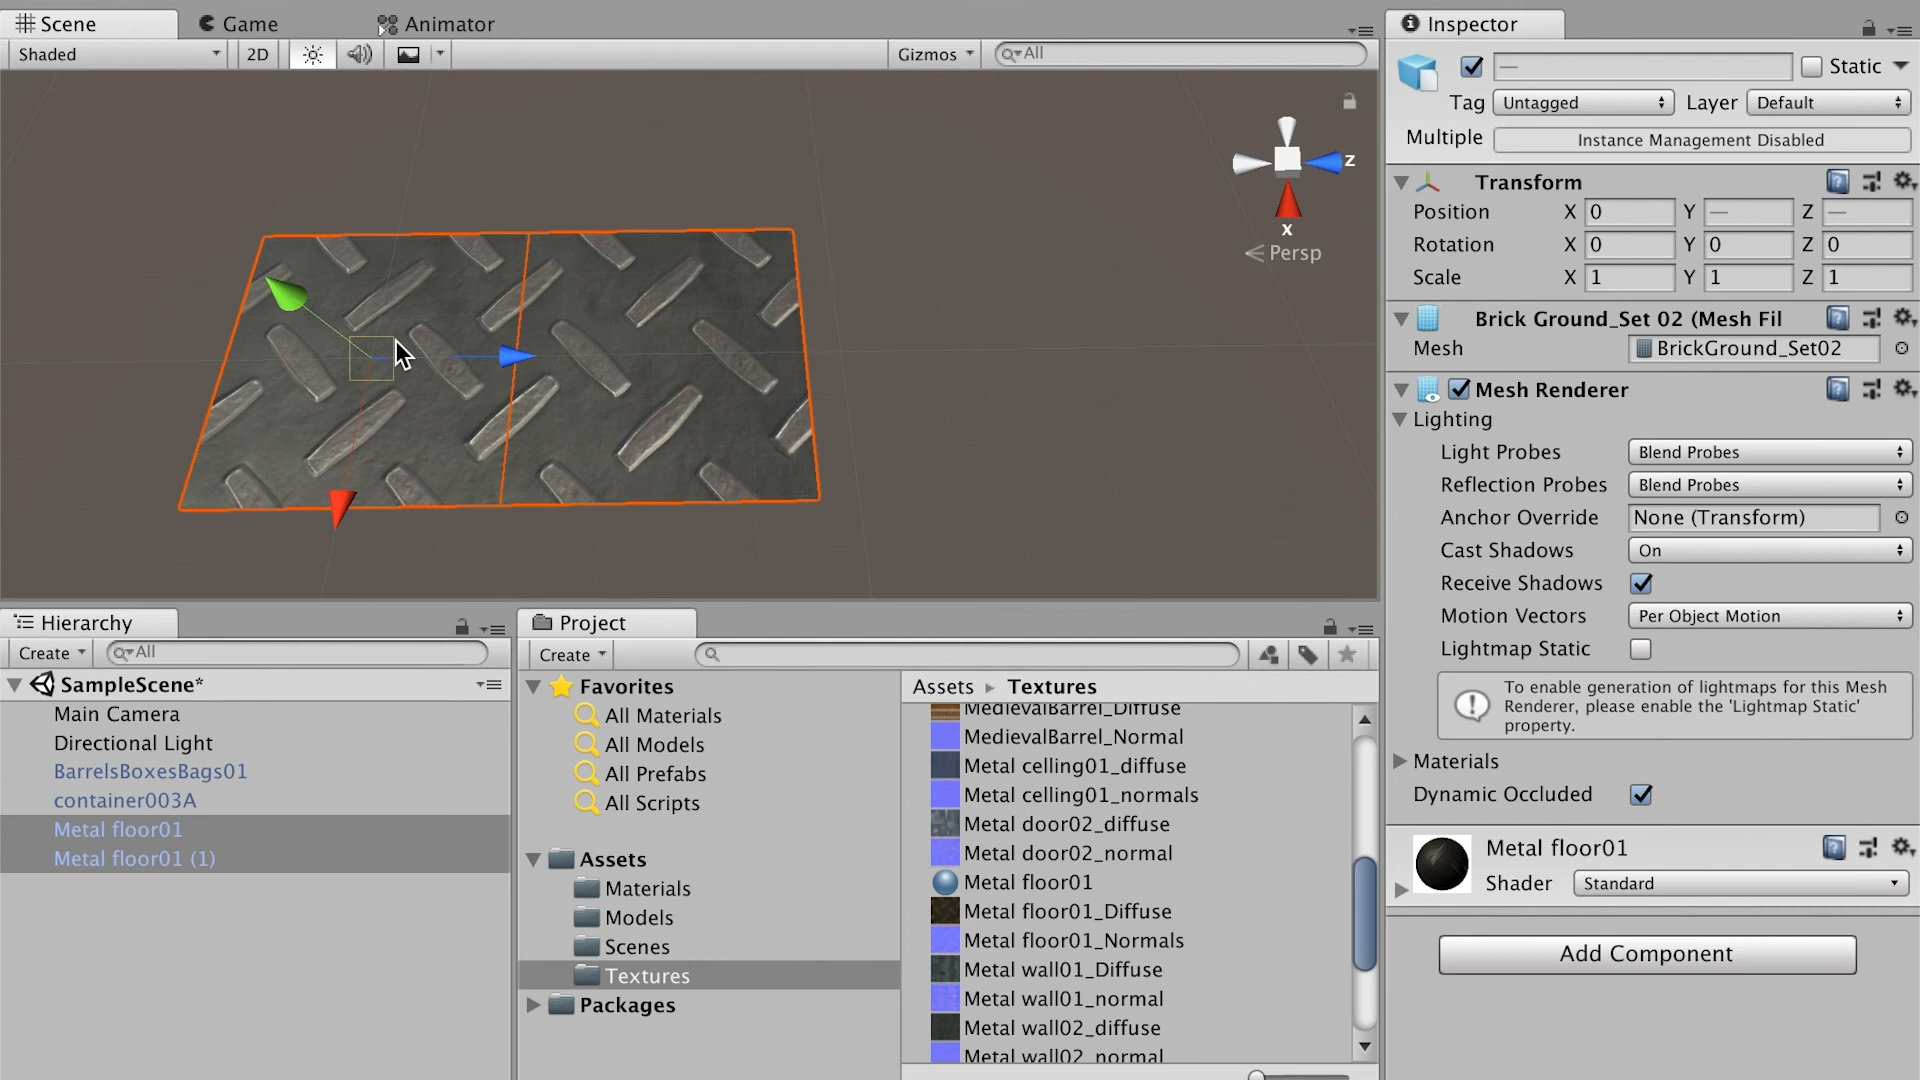 Scene Game Animator
Shaded 2D Gizmos All
z
x
Persp
Hierarchy
Create All
SampleScene*
Main Camera
Directional Light
BarrelsBoxesBags01
container003A
Metal floor01
Metal floor01 (1)
Project
Create
Favorites
All Materials
All Models
All Prefabs
All Scripts
Assets
Materials
Models
Scenes
Textures
Packages
Assets Textures
MedievalBarrel_Diffuse
MedievalBarrel_Normal
Metal celling01_diffuse
Metal celling01_normals
Metal door02_diffuse
Metal door02_normal
Metal floor01
Metal floor01_Diffuse
Metal floor01_Normals
Metal wall01_Diffuse
Metal wall01_normal
Metal wall02_diffuse
Metal wall02_normal
Inspector
— Static
Tag Untagged Layer Default
Multiple Instance Management Disabled
Transform
Position X 0 Y — Z —
Rotation X 0 Y 0 Z 0
Scale X 1 Y 1 Z 1
Brick Ground_Set 02 (Mesh Fil
Mesh BrickGround_Set02
Mesh Renderer
Lighting
Light Probes Blend Probes
Reflection Probes Blend Probes
Anchor Override None (Transform)
Cast Shadows On
Receive Shadows
Motion Vectors Per Object Motion
Lightmap Static
To enable generation of lightmaps for this Mesh
Renderer, please enable the 'Lightmap Static'
property.
Materials
Dynamic Occluded
Metal floor01
Shader Standard
Add Component